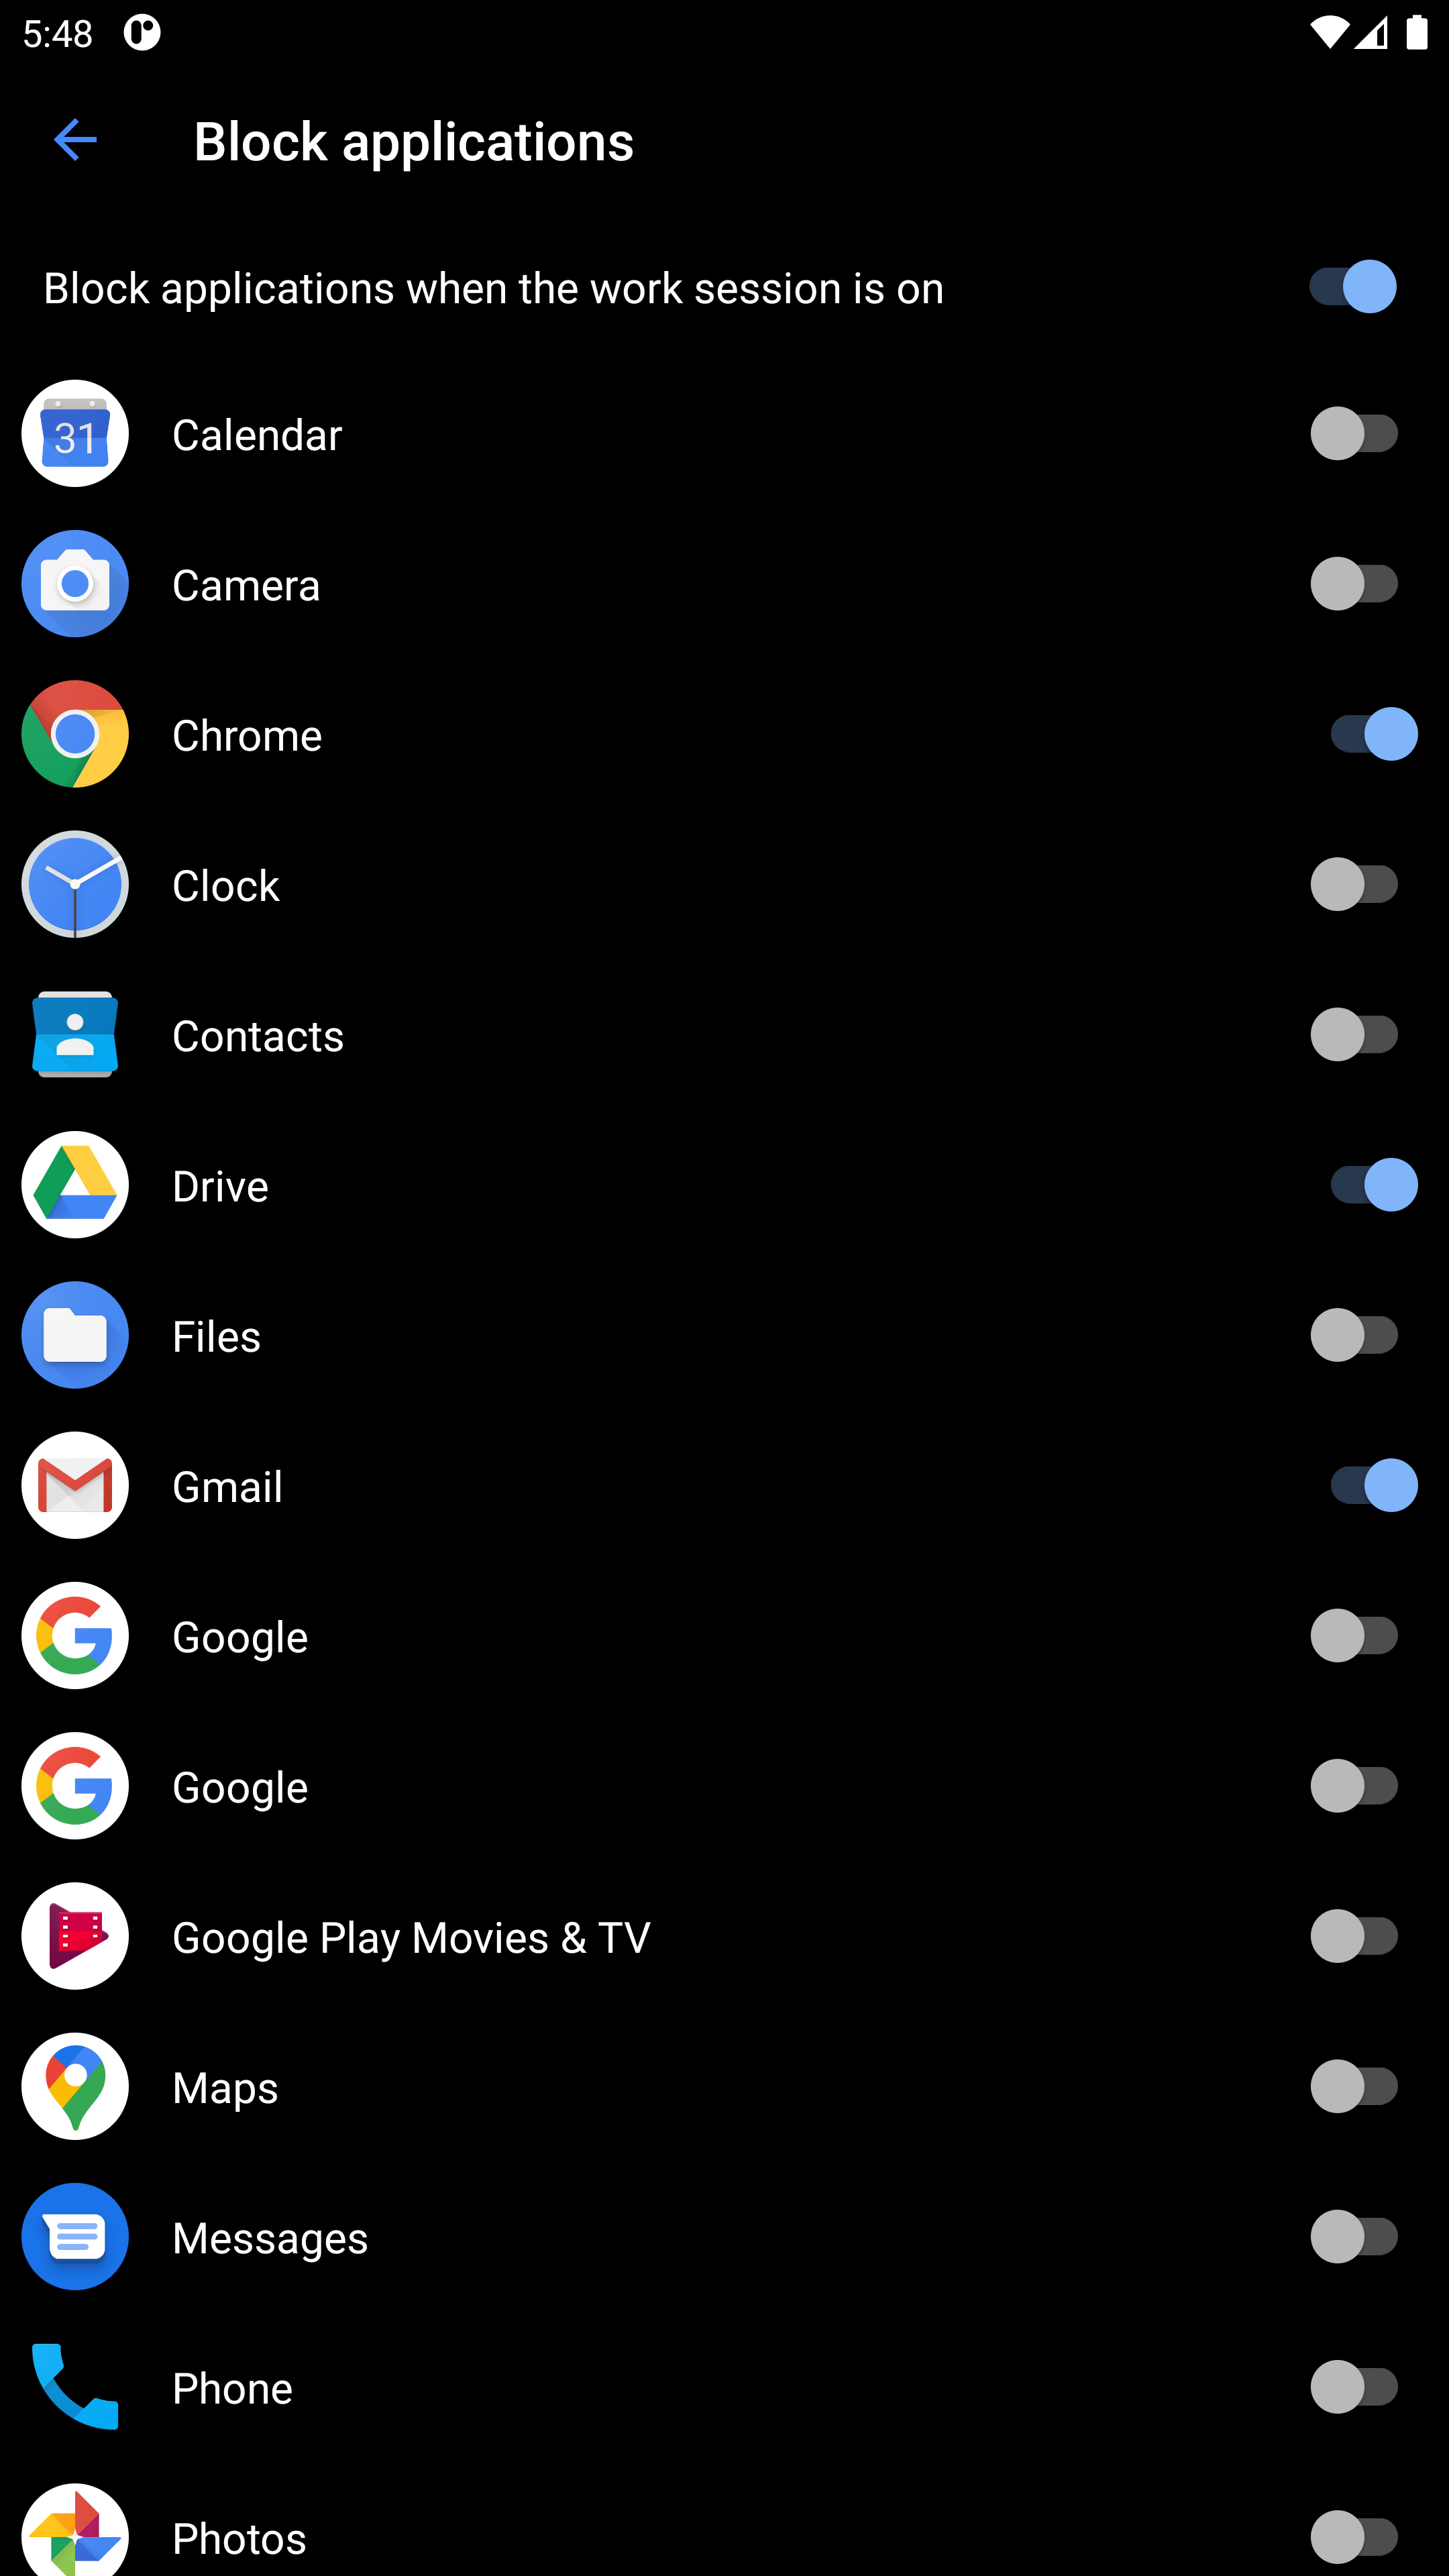 5:48
Block applications
Block applications when the work session is on
31
Calendar
Camera
Chrome
Clock
Contacts
Drive
Files
Gmail
Google
Google
Google Play Movies & TV
Maps
Messages
Phone
Photos